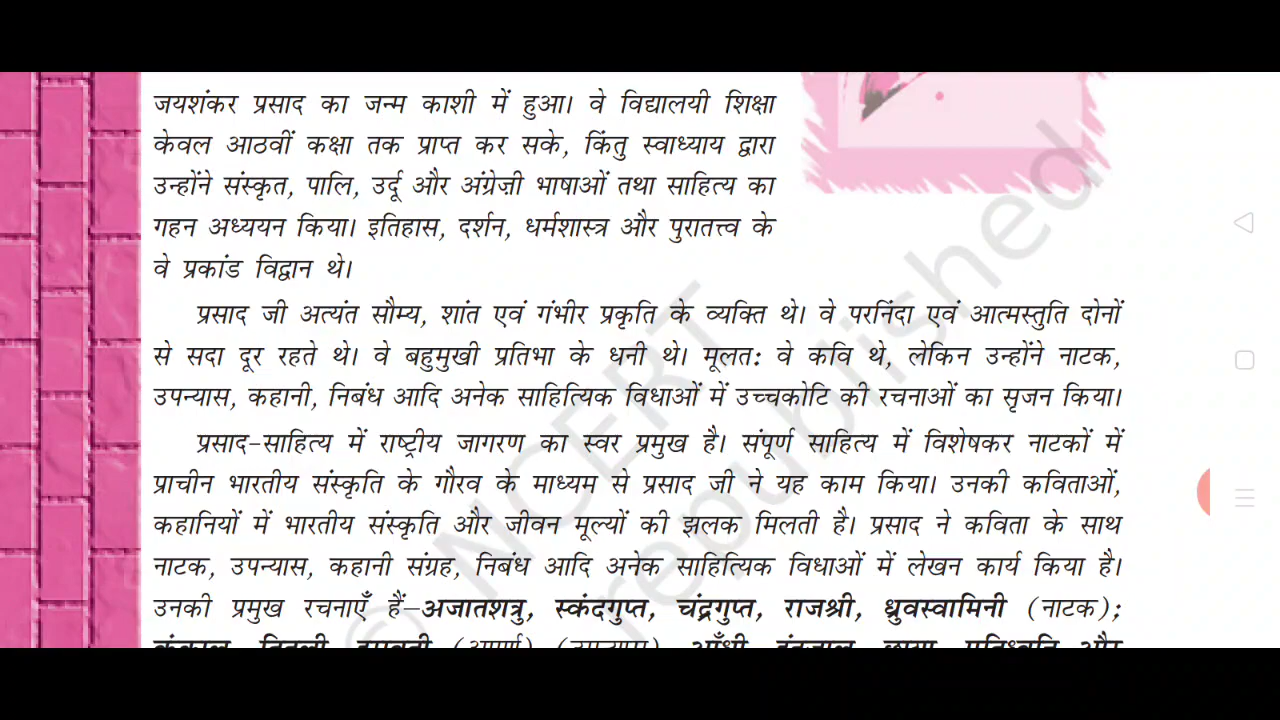 जयशंकर प्रसाद का जन्म काशी में हुआ। वे विद्यालयी शिक्षा
केवल आठवीं कक्षा तक प्राप्त कर सके, किंतु स्वाध्याय द्वारा
उन्होंने संस्कृत, पालि, उर्दू और अंग्रेज़ी भाषाओं तथा साहित्य का
गहन अध्ययन किया। इतिहास, दर्शन, धर्मशास्त्र और पुरातत्त्व के
वे प्रकांड विद्वान थे।
प्रसाद जी अत्यंत सौम्य, शांत एवं गंभीर प्रकृति के व्यक्ति थे। वे परनिंदा एवं आत्मस्तुति दोनों
से सदा दूर रहते थे। वे बहुमुखी प्रतिभा के धनी थे। मूलत: वे कवि थे, लेकिन उन्होंने नाटक,
उपन्यास, कहानी, निबंध आदि अनेक साहित्यिक विधाओं में उच्चकोटि की रचनाओं का सृजन किया।
प्रसाद-साहित्य में राष्ट्रीय जागरण का स्वर प्रमुख है। संपूर्ण साहित्य में विशेषकर नाटकों में
प्राचीन भारतीय संस्कृति के गौरव के माध्यम से प्रसाद जी ने यह काम किया। उनकी कविताओं,
कहानियों में भारतीय संस्कृति और जीवन मूल्यों की झलक मिलती है। प्रसाद ने कविता के साथ
नाटक, उपन्यास, कहानी संग्रह, निबंध आदि अनेक साहित्यिक विधाओं में लेखन कार्य किया है।
उनकी प्रमुख रचनाएँ हैं–अजातशत्रु, स्कंदगुप्त, चंद्रगुप्त, राजश्री, ध्रुवस्वामिनी (नाटक);
© NCERT
republished